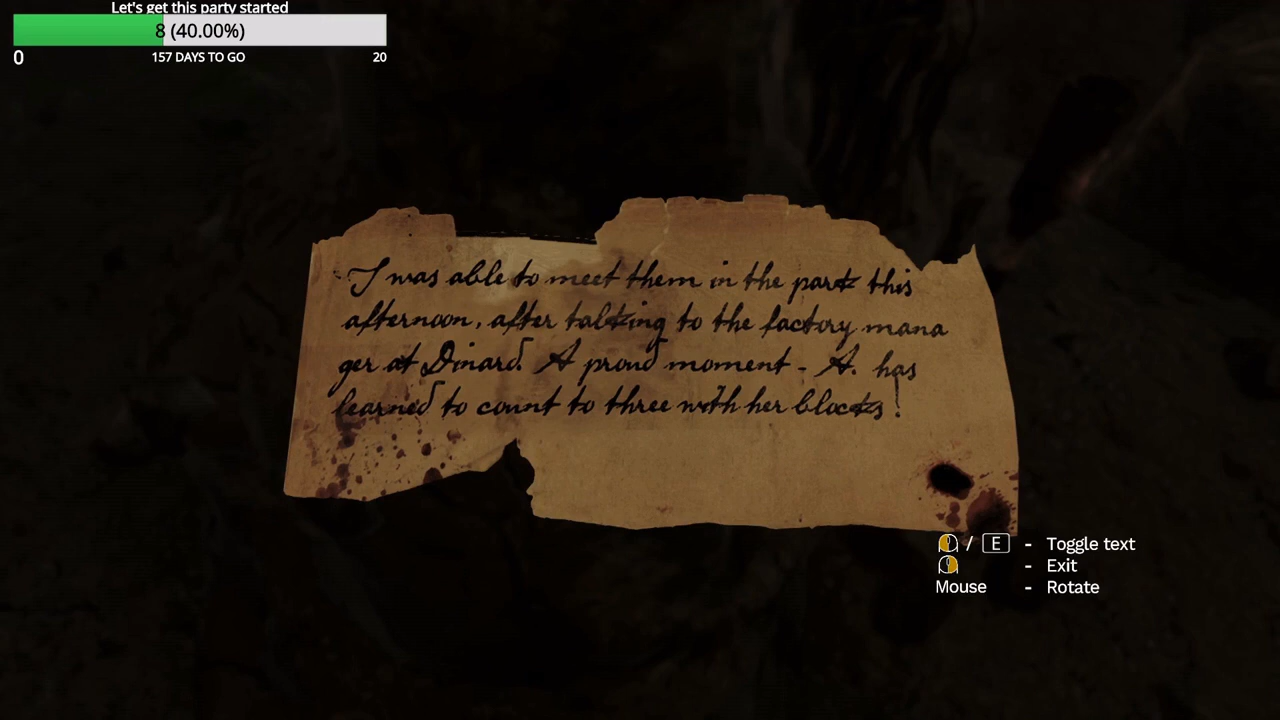 Let's get this party started
8 (40.00%)
0 157 DAYS TO GO 20
I was able to meet them in the park this
afternoon, after talking to the factory mana
ger at Dinard. A proud moment - A. has
learned to count to three with her blocks!
/ E - Toggle text
- Exit
Mouse - Rotate